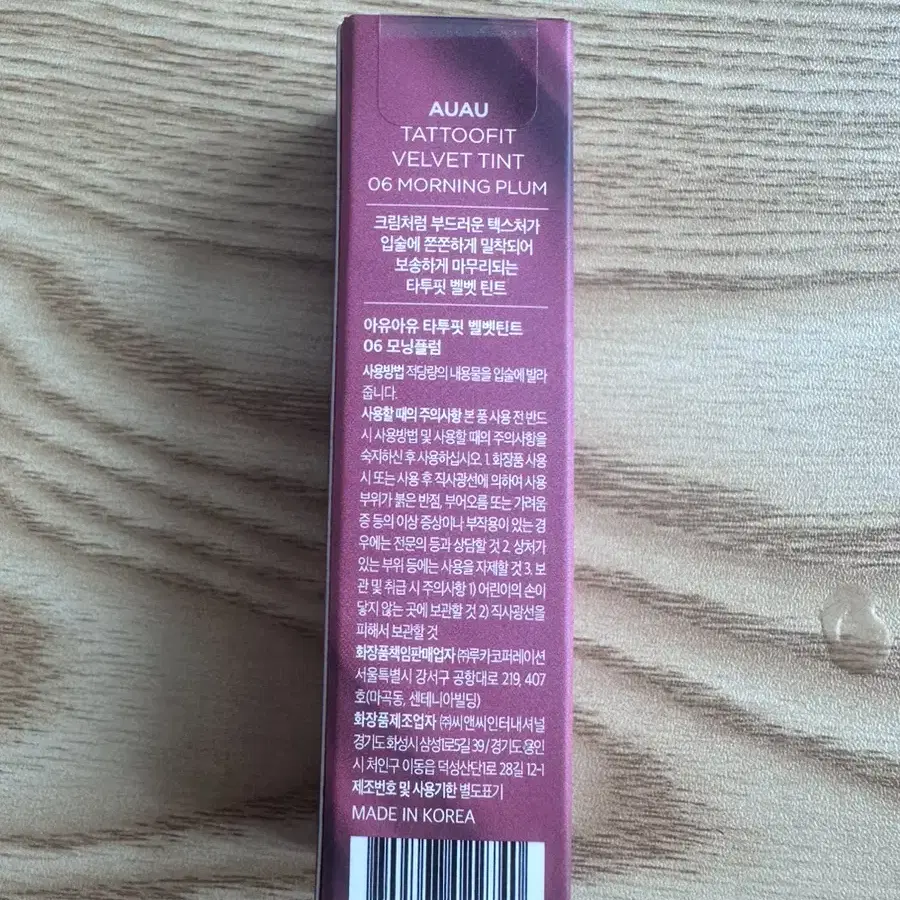 AUAU
TATTOOFIT
VELVET TINT
06 MORNING PLUM
크림처럼 부드러운 텍스처가
입술에 쫀쫀하게 밀착되어
보송하게 마무리되는
타투핏 벨벳 틴트
아유아유 타투핏 벨벳틴트
06 모닝플럼
사용방법 적당량의 내용물을 입술에 발라
줍니다.
사용할 때의 주의사항 본 품 사용 전 반드
시 사용방법 및 사용할 때의 주의사항을
숙지하신 후 사용하십시오. 1. 화장품 사용
시 또는 사용 후 직사광선에 의하여 사용
부위가 붉은 반점, 부어오름 또는 가려움
증 등의 이상 증상이나 부작용이 있는 경
우에는 전문의 등과 상담할 것 2. 상처가
있는 부위 등에는 사용을 자제할 것 3. 보
관 및 취급 시 주의사항 1) 어린이의 손이
닿지 않는 곳에 보관할 것 2) 직사광선을
피해서 보관할 것
화장품책임판매업자 ㈜루카코퍼레이션
서울특별시 강서구 공항대로 219, 407
호(마곡동, 센테니아빌딩)
화장품제조업자 ㈜씨앤씨인터내셔널
경기도 화성시 삼성1로5길 39 / 경기도 용인
시 처인구 이동읍 덕성산단1로 28길 12-1
제조번호 및 사용기한 별도표기
MADE IN KOREA